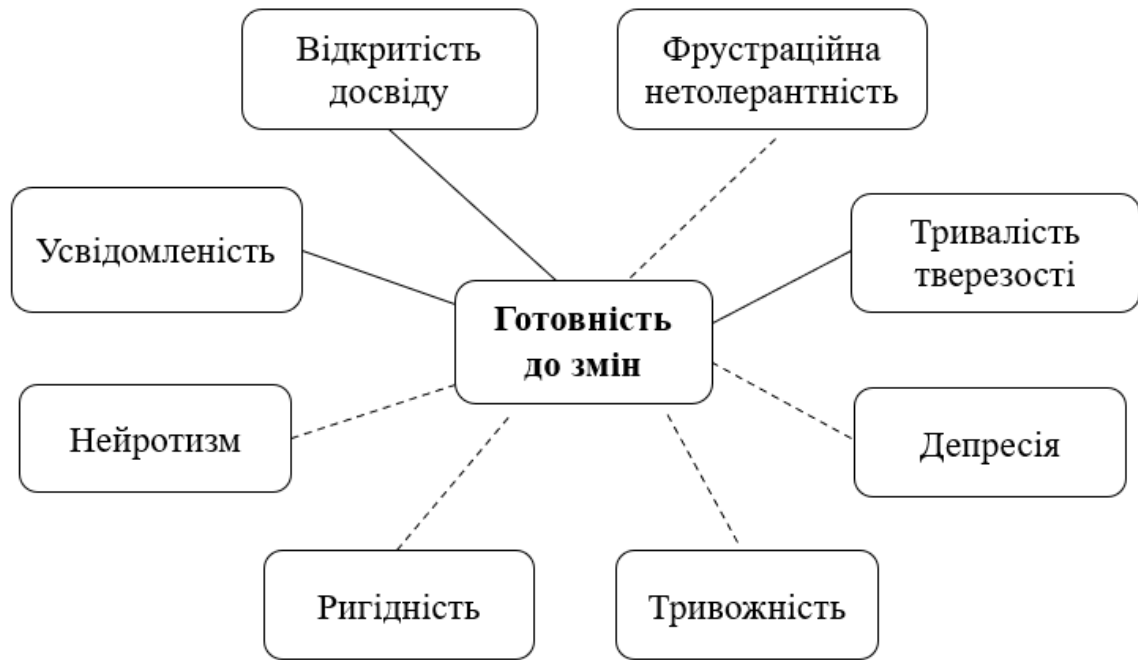 Відкритість
досвіду
Фрустраційна
нетолерантність
Усвідомленість
Тривалість
тверезості
Готовність
до змін
Нейротизм
Депресія
Ригідність
Тривожність